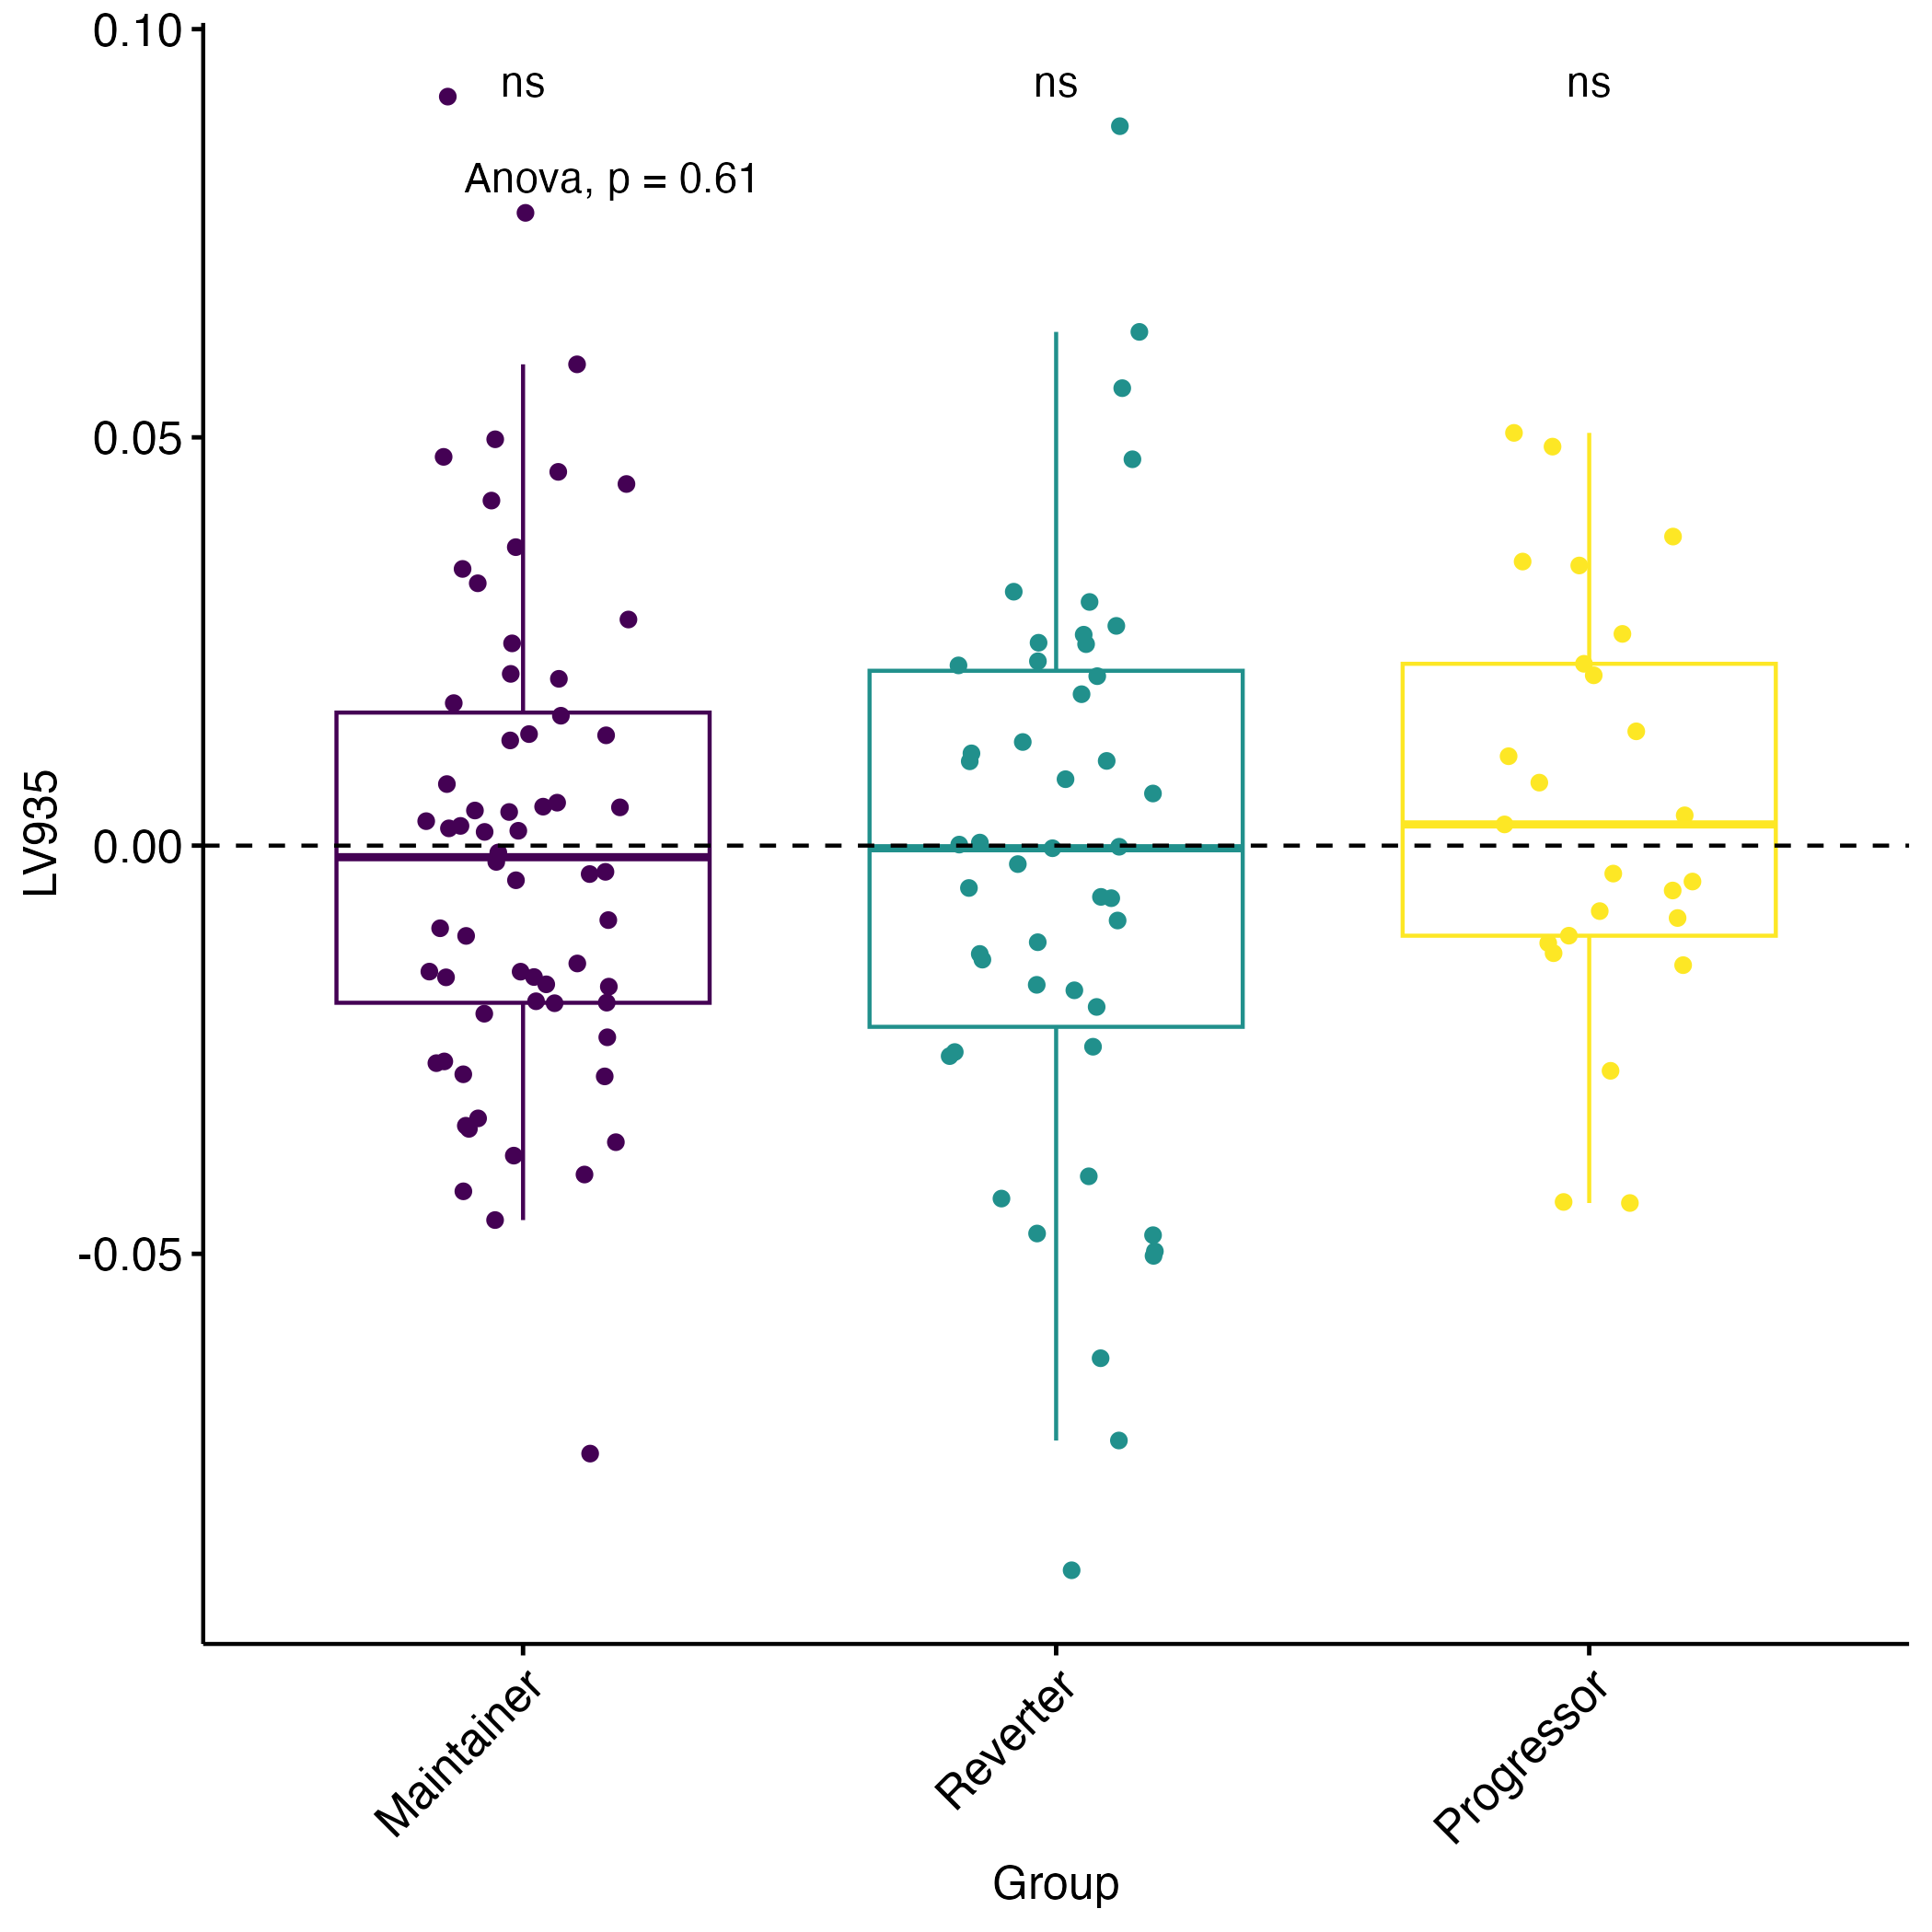 0.10
ns ns ns
Anova, p = 0.61
0.05
LV935
0.00
-0.05
Maintainer
Reverter
Progressor
Group